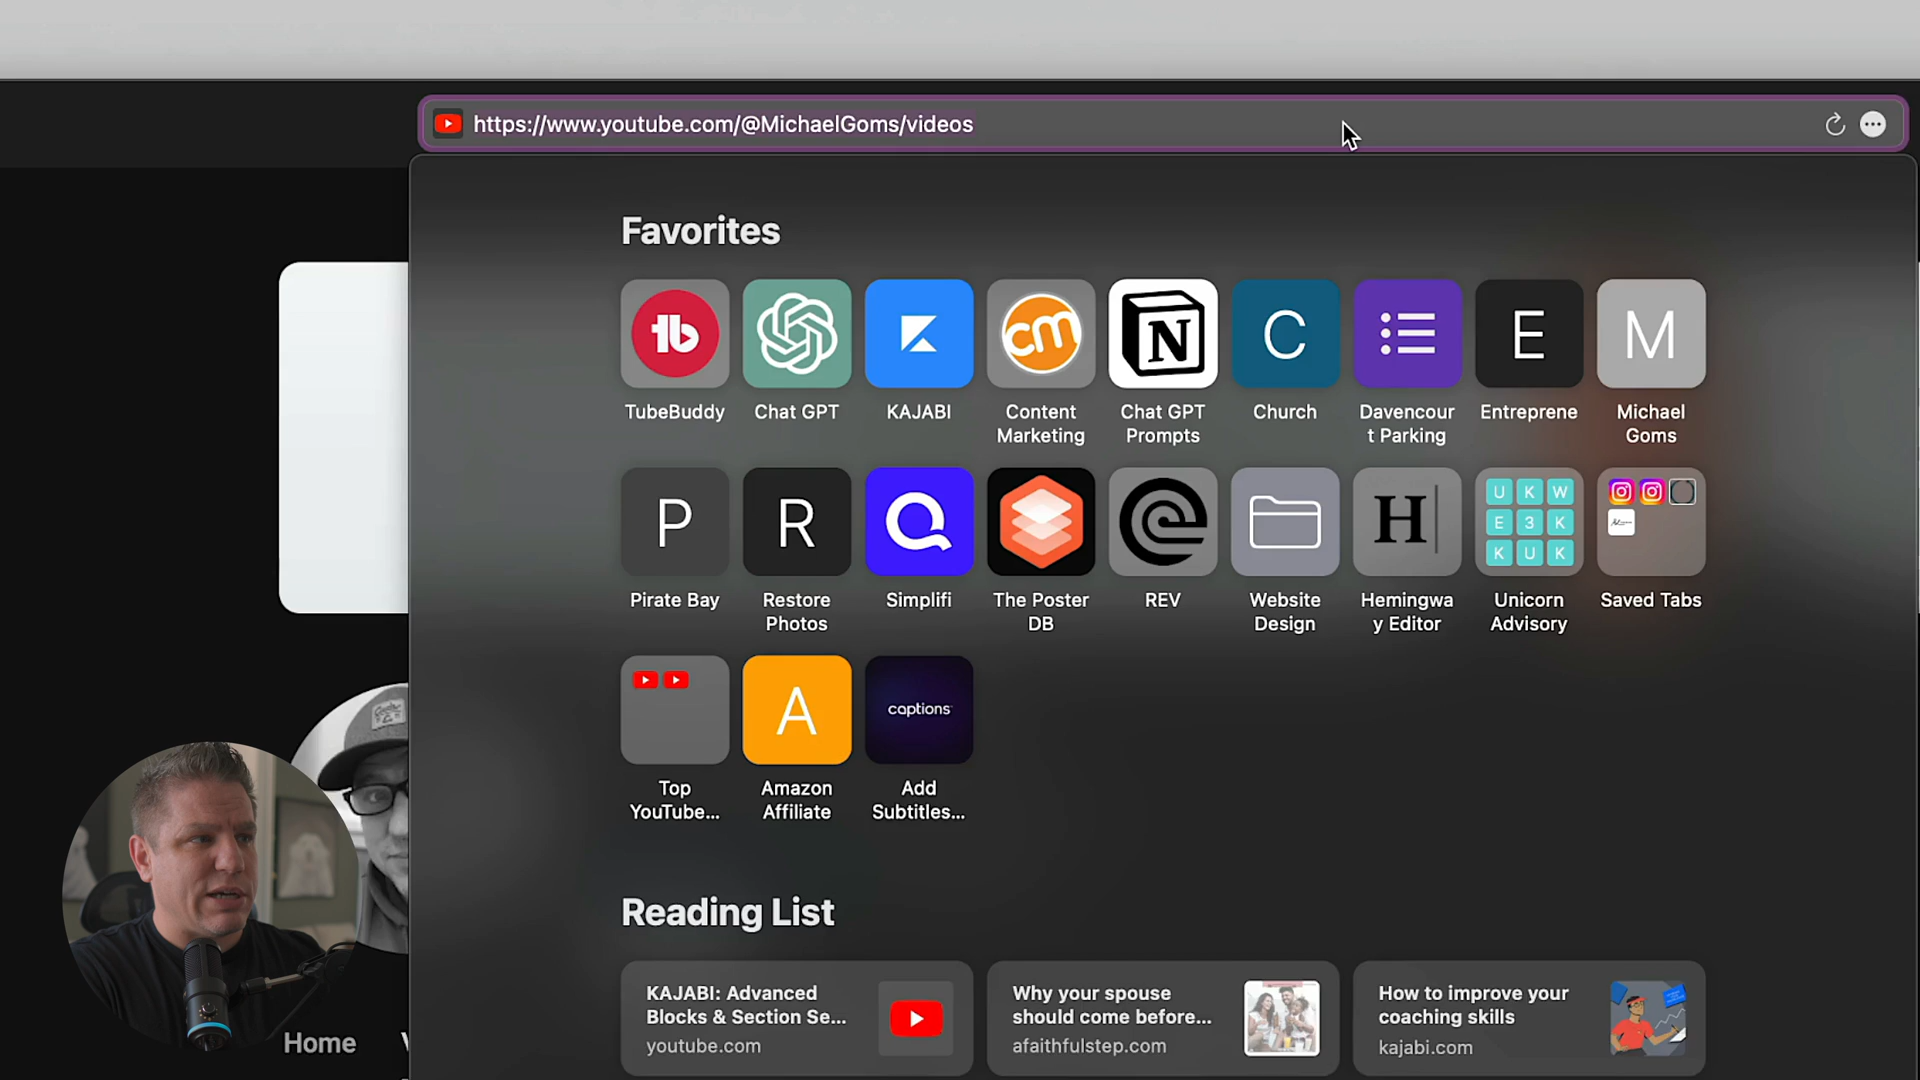 https://www.youtube.com/@MichaelGoms/videos
Favorites
TubeBuddy
Chat GPT
KAJABI
cm
Content
Marketing
N
Chat GPT
Prompts
C
Church
Davencour
t Parking
E
Entreprene
M
Michael
Goms
P
Pirate Bay
R
Restore
Photos
Simplifi
The Poster
DB
REV
Website
Design
H
Hemingwa
y Editor
U K W
E 3 K
K U K
Unicorn
Advisory
Saved Tabs
Top
YouTube...
A
Amazon
Affiliate
captions
Add
Subtitles...
Reading List
KAJABI: Advanced
Blocks & Section Se...
youtube.com
Why your spouse
should come before...
afaithfulstep.com
How to improve your
coaching skills
kajabi.com
Home